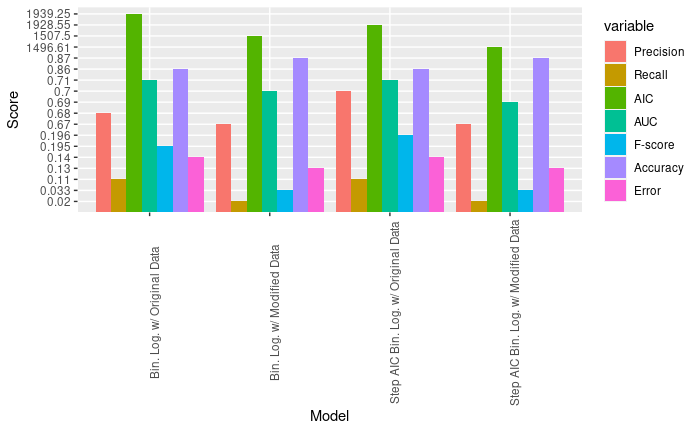 Score
1939.25
1928.55
1507.5
1496.61
0.87
0.86
0.71
0.7
0.69
0.68
0.67
0.196
0.195
0.14
0.13
0.11
0.033
0.02
Bin. Log. w/ Original Data
Bin. Log. w/ Modified Data
Step AIC Bin. Log. w/ Original Data
Step AIC Bin. Log. w/ Modified Data
Model
variable
Precision
Recall
AIC
AUC
F-score
Accuracy
Error